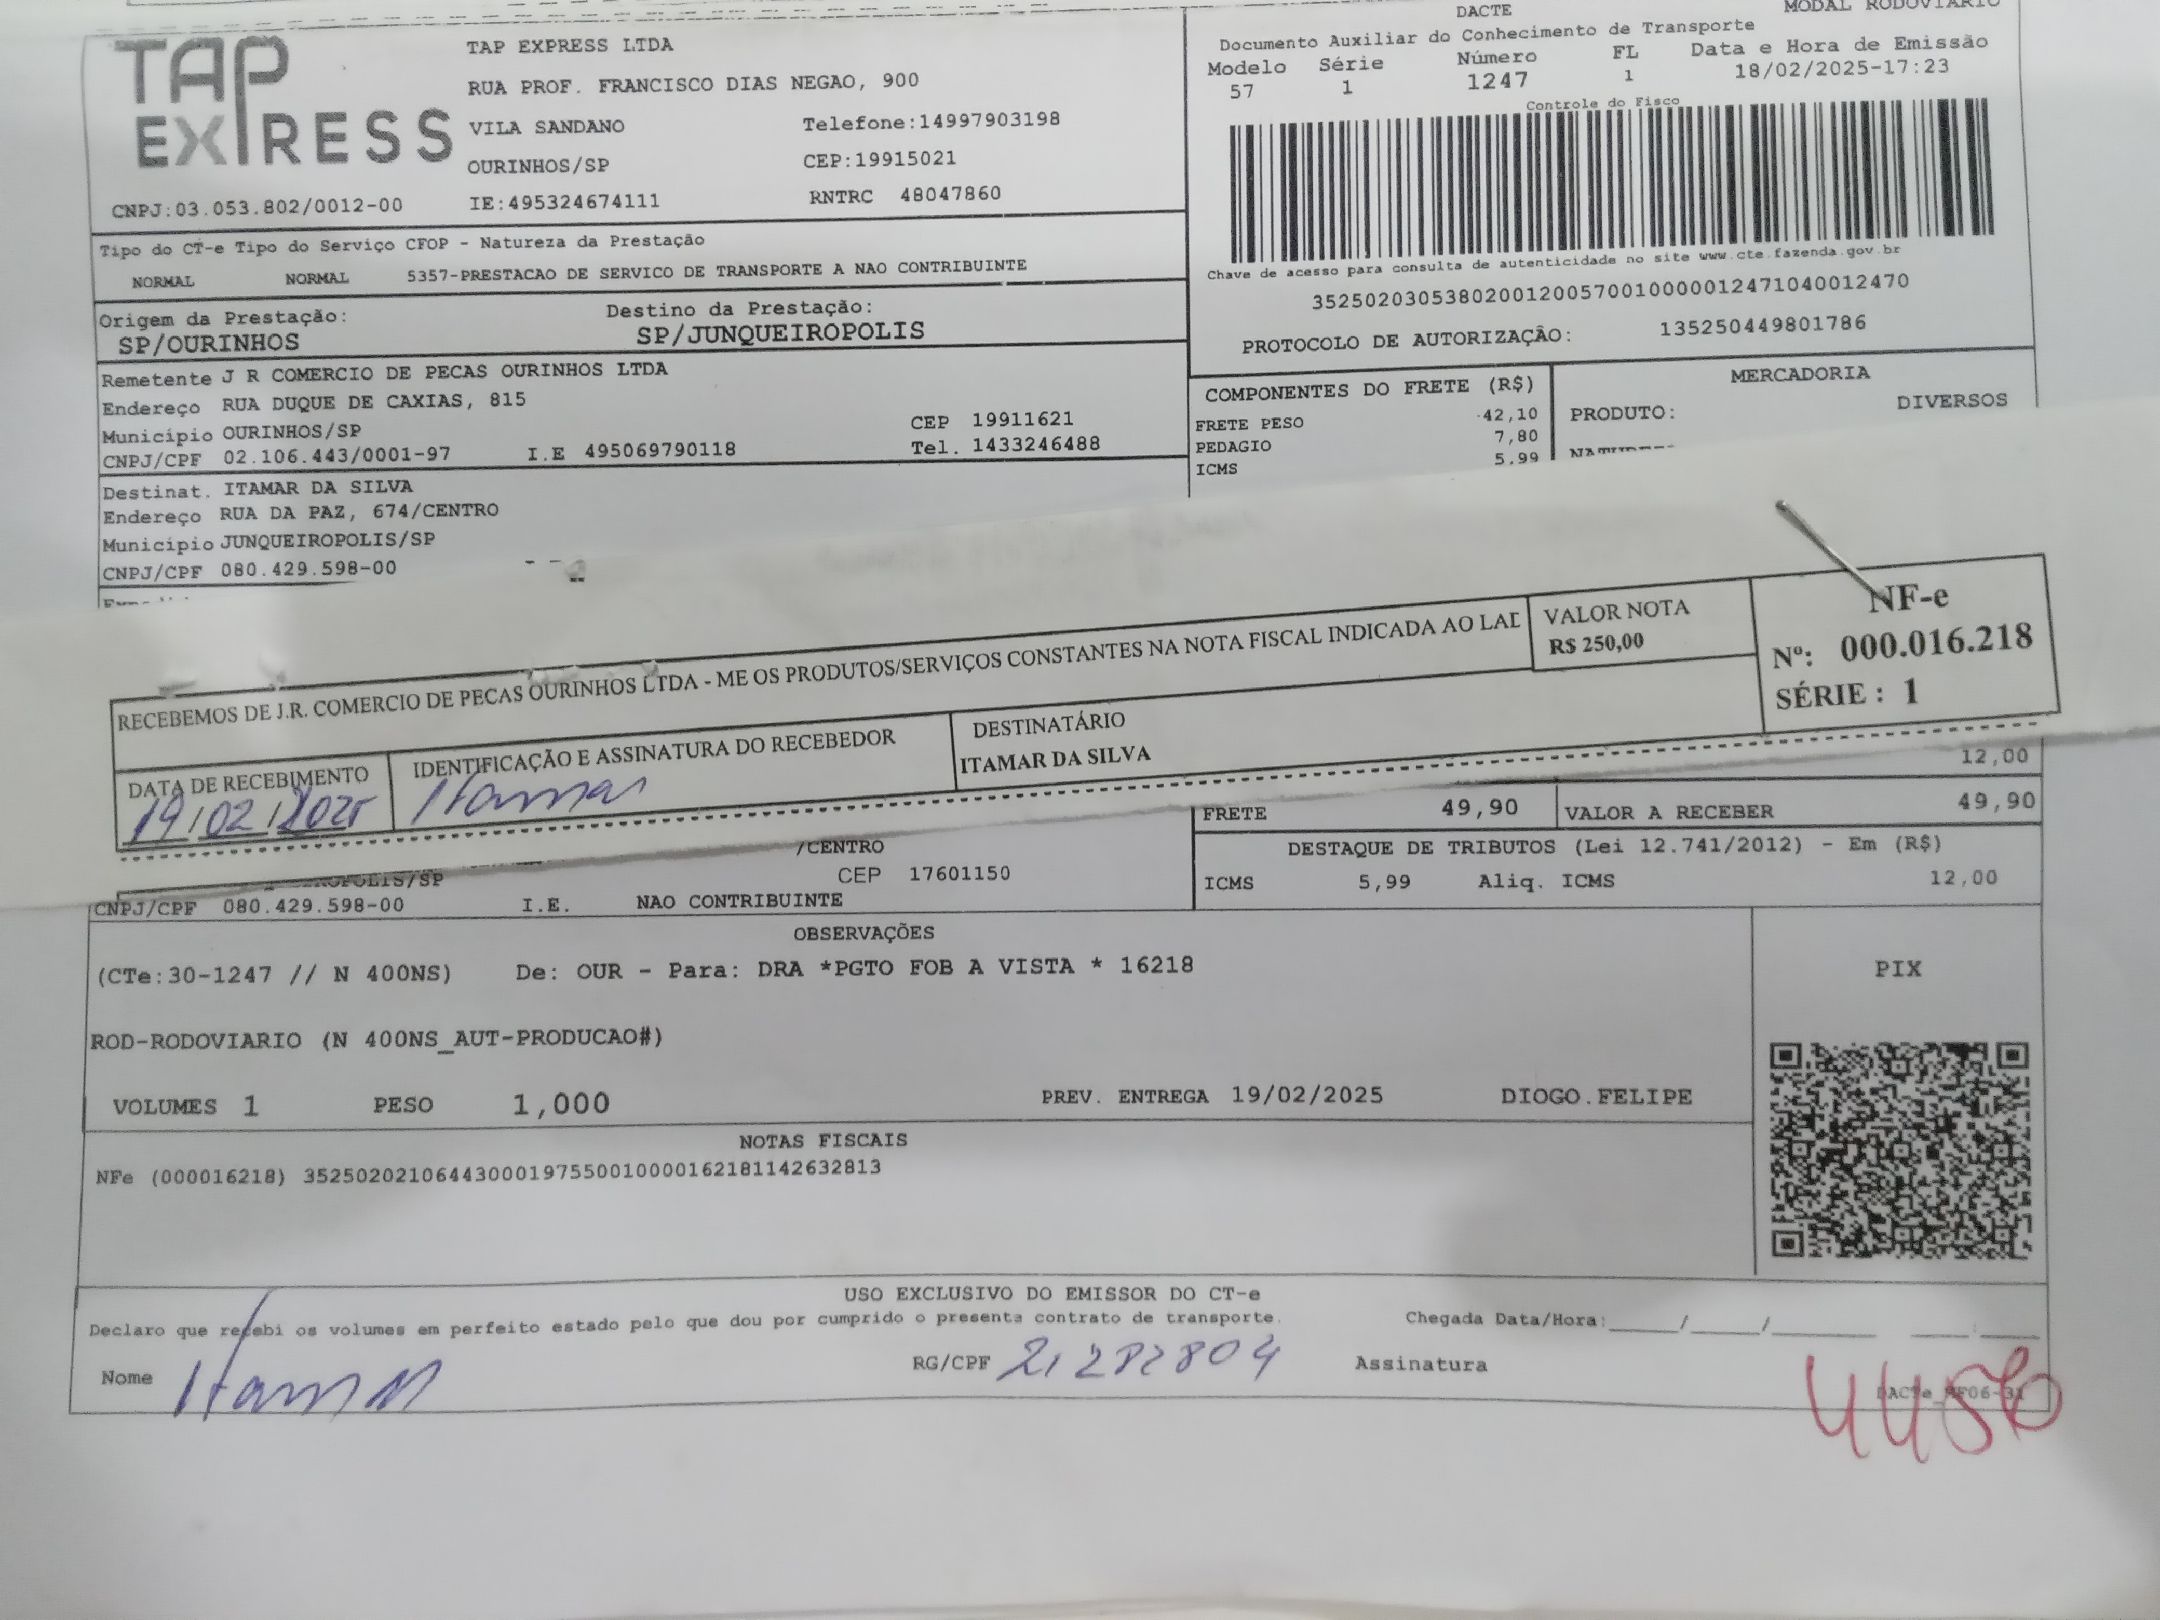 TAP
EXPRESS
CNPJ:03.053.802/0012-00
TAP EXPRESS LTDA
RUA PROF. FRANCISCO DIAS NEGAO, 900
VILA SANDANO
Telefone:14997903198
OURINHOS/SP
CEP:19915021
IE:495324674111
RNTRC 48047860
DACTE
MODAL RODOVIARIO
Documento Auxiliar do Conhecimento de Transporte
Modelo Série Número FL Data e Hora de Emissão
57 1 1247 1 18/02/2025-17:23
Controle do Fisco
Chave de acesso para consulta de autenticidade no site www.cte.fazenda.gov.br
35250203053802001200570010000012471040012470
PROTOCOLO DE AUTORIZAÇÃO: 135250449801786
Tipo do CT-e Tipo do Serviço CFOP - Natureza da Prestação
NORMAL NORMAL 5357-PRESTACAO DE SERVICO DE TRANSPORTE A NAO CONTRIBUINTE
Origem da Prestação: Destino da Prestação:
SP/OURINHOS SP/JUNQUEIROPOLIS
Remetente J R COMERCIO DE PECAS OURINHOS LTDA
Endereço RUA DUQUE DE CAXIAS, 815
Município OURINHOS/SP CEP 19911621
CNPJ/CPF 02.106.443/0001-97 I.E 495069790118 Tel. 1433246488
Destinat. ITAMAR DA SILVA
Endereço RUA DA PAZ, 674/CENTRO
Município JUNQUEIROPOLIS/SP
CNPJ/CPF 080.429.598-00
COMPONENTES DO FRETE (R$)
FRETE PESO 42,10
PEDAGIO 7,80
ICMS 5,99
MERCADORIA
PRODUTO: DIVERSOS
RECEBEMOS DE J.R. COMERCIO DE PECAS OURINHOS LTDA - ME OS PRODUTOS/SERVIÇOS CONSTANTES NA NOTA FISCAL INDICADA AO LAD
VALOR NOTA
R$ 250,00
NF-e
Nº: 000.016.218
SÉRIE : 1
DATA DE RECEBIMENTO
19/02/2025
IDENTIFICAÇÃO E ASSINATURA DO RECEBEDOR
Itamar
DESTINATÁRIO
ITAMAR DA SILVA
12,00
FRETE 49,90 VALOR A RECEBER 49,90
DESTAQUE DE TRIBUTOS (Lei 12.741/2012) - Em (R$)
ICMS 5,99 Aliq. ICMS 12,00
/CENTRO
CEP 17601150
CNPJ/CPF 080.429.598-00 I.E. NAO CONTRIBUINTE
OBSERVAÇÕES
(CTe:30-1247 // N 400NS) De: OUR - Para: DRA *PGTO FOB A VISTA * 16218
ROD-RODOVIARIO (N 400NS_AUT-PRODUCAO#)
VOLUMES 1 PESO 1,000 PREV. ENTREGA 19/02/2025 DIOGO.FELIPE
PIX
NOTAS FISCAIS
NFe (000016218) 35250202106443000197550010000162181142632813
USO EXCLUSIVO DO EMISSOR DO CT-e
Declaro que recebi os volumes em perfeito estado pelo que dou por cumprido o presente contrato de transporte.
Chegada Data/Hora:____/____/______ ____:____
Nome Itamar RG/CPF 21282804 Assinatura